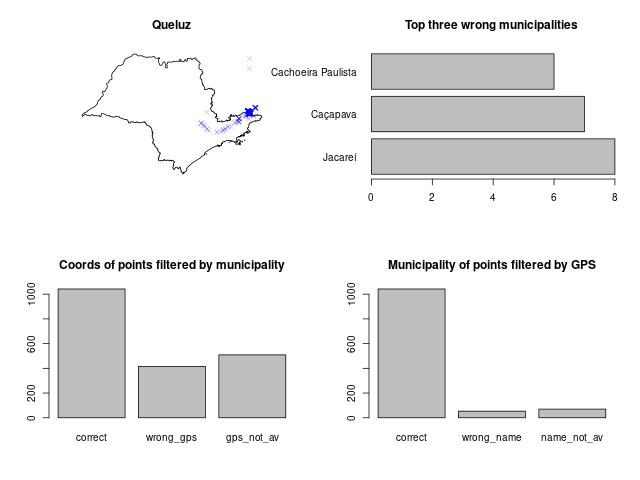 Queluz
Top three wrong municipalities
Cachoeira Paulista
Caçapava
Jacareí
0 2 4 6 8
Coords of points filtered by municipality
1000
600
200
0
correct wrong_gps gps_not_av
Municipality of points filtered by GPS
1000
600
200
0
correct wrong_name name_not_av